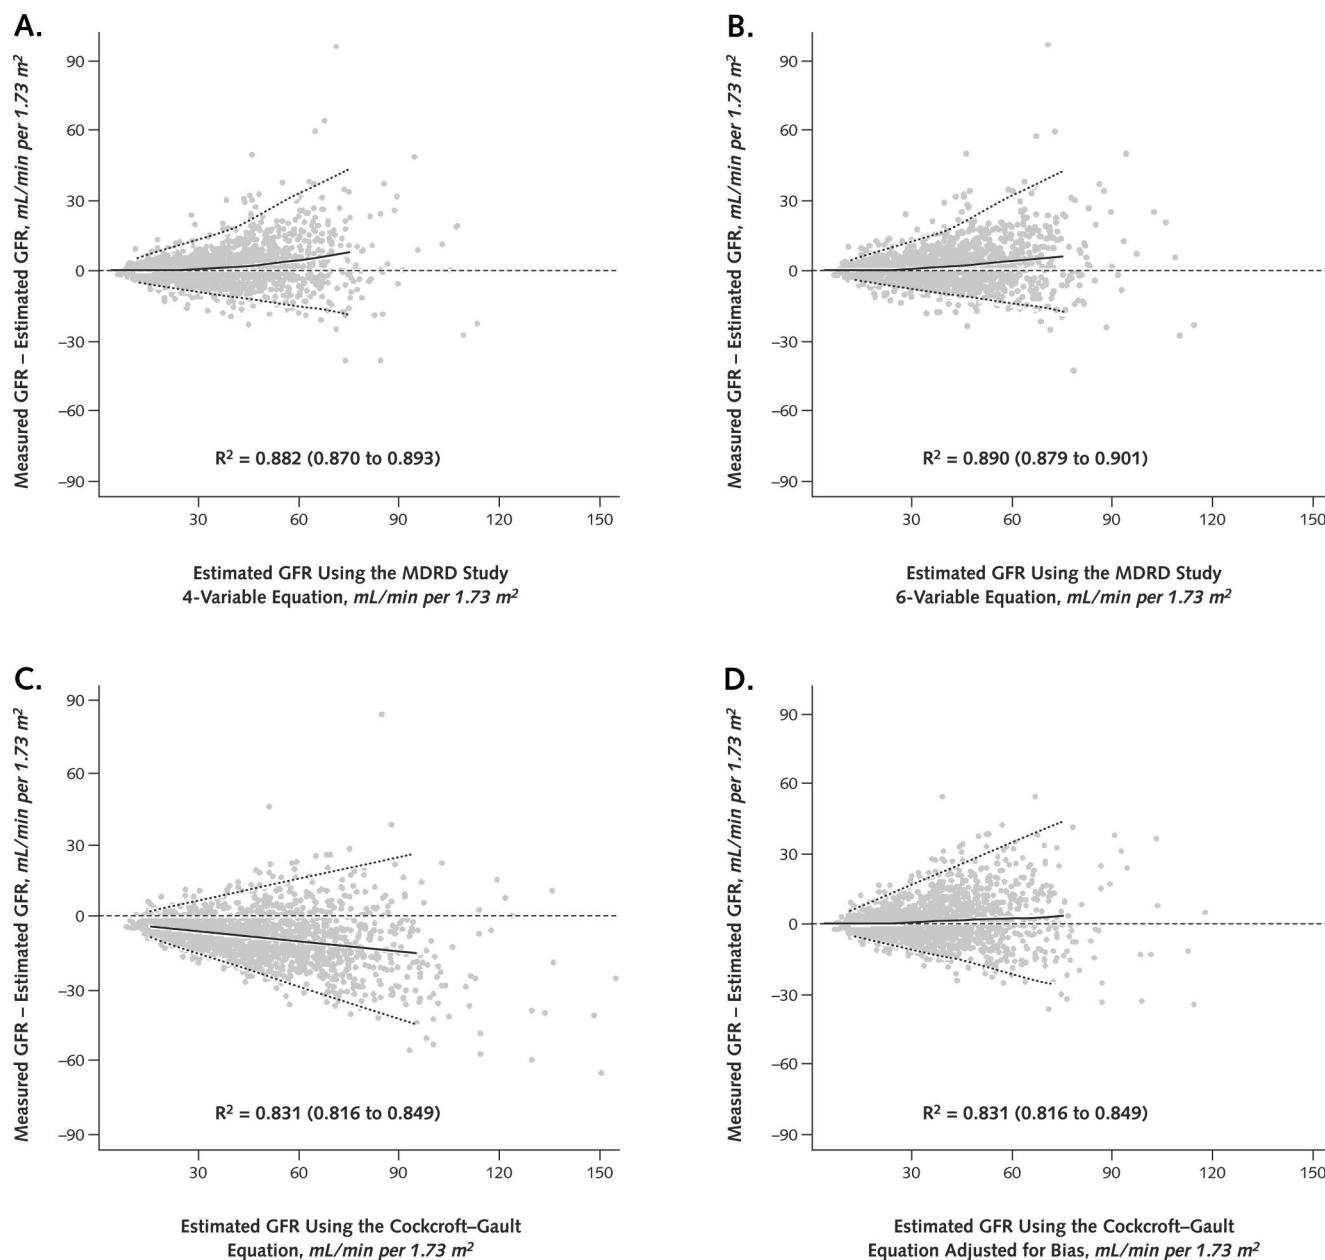 A.
Measured GFR – Estimated GFR, mL/min per 1.73 m²
90
60
30
0
–30
–60
–90
R² = 0.882 (0.870 to 0.893)
30 60 90 120 150
Estimated GFR Using the MDRD Study
4-Variable Equation, mL/min per 1.73 m²
B.
Measured GFR – Estimated GFR, mL/min per 1.73 m²
90
60
30
0
–30
–60
–90
R² = 0.890 (0.879 to 0.901)
30 60 90 120 150
Estimated GFR Using the MDRD Study
6-Variable Equation, mL/min per 1.73 m²
C.
Measured GFR – Estimated GFR, mL/min per 1.73 m²
90
60
30
0
–30
–60
–90
R² = 0.831 (0.816 to 0.849)
30 60 90 120 150
Estimated GFR Using the Cockcroft–Gault
Equation, mL/min per 1.73 m²
D.
Measured GFR – Estimated GFR, mL/min per 1.73 m²
90
60
30
0
–30
–60
–90
R² = 0.831 (0.816 to 0.849)
30 60 90 120 150
Estimated GFR Using the Cockcroft–Gault
Equation Adjusted for Bias, mL/min per 1.73 m²